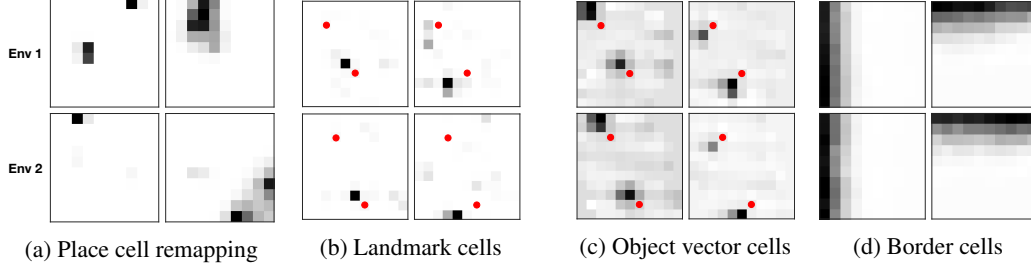 Env 1
Env 2
(a) Place cell remapping
(b) Landmark cells
(c) Object vector cells
(d) Border cells